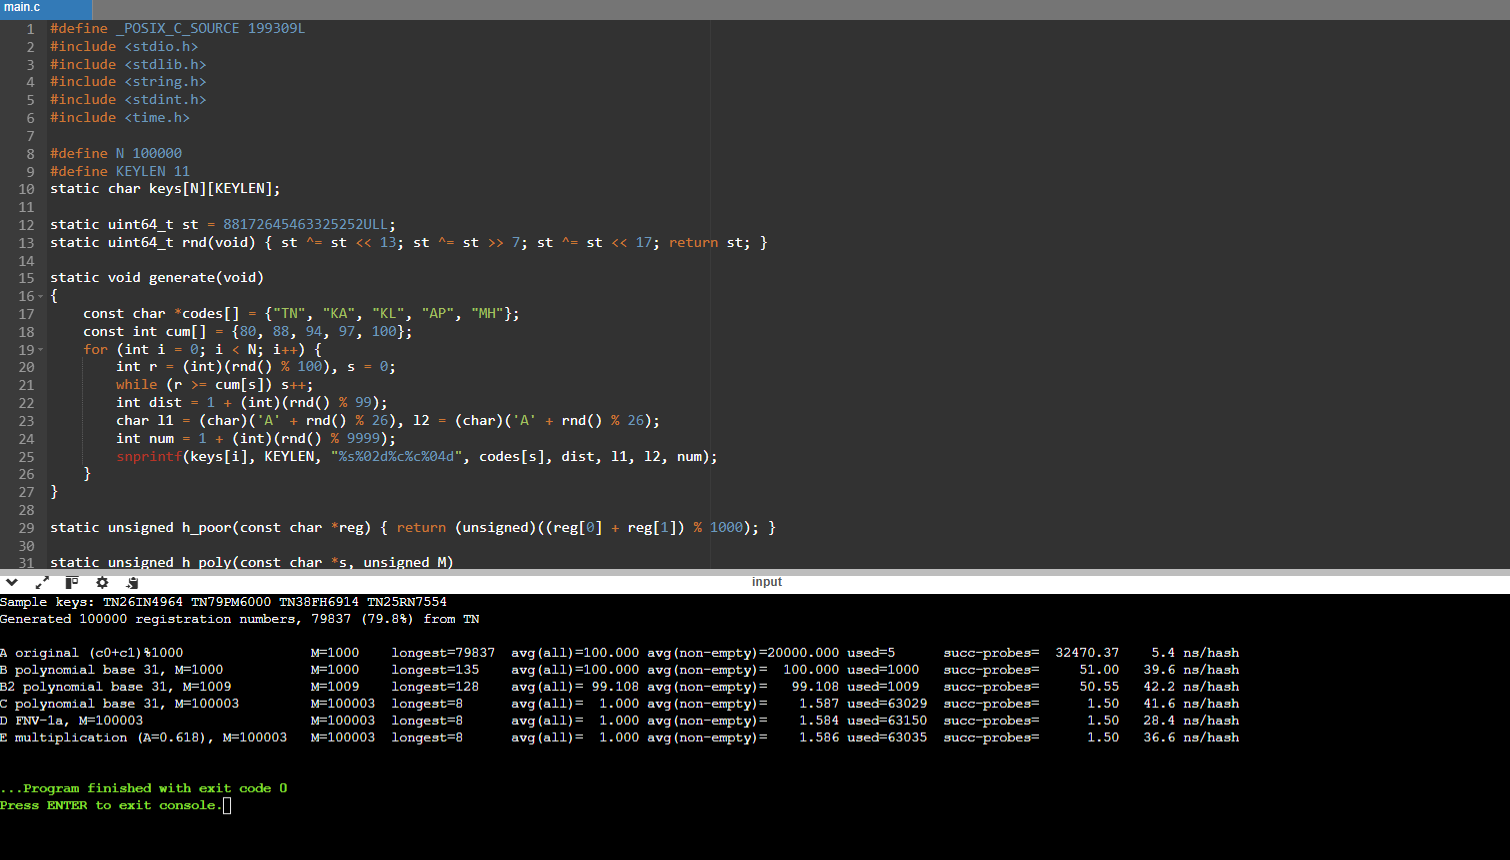 main.c
1 #define _POSIX_C_SOURCE 199309L
2 #include <stdio.h>
3 #include <stdlib.h>
4 #include <string.h>
5 #include <stdint.h>
6 #include <time.h>
7
8 #define N 100000
9 #define KEYLEN 11
10 static char keys[N][KEYLEN];
11
12 static uint64_t st = 88172645463325252ULL;
13 static uint64_t rnd(void) { st ^= st << 13; st ^= st >> 7; st ^= st << 17; return st; }
14
15 static void generate(void)
16 {
17     const char *codes[] = {"TN", "KA", "KL", "AP", "MH"};
18     const int cum[] = {80, 88, 94, 97, 100};
19     for (int i = 0; i < N; i++) {
20         int r = (int)(rnd() % 100), s = 0;
21         while (r >= cum[s]) s++;
22         int dist = 1 + (int)(rnd() % 99);
23         char l1 = (char)('A' + rnd() % 26), l2 = (char)('A' + rnd() % 26);
24         int num = 1 + (int)(rnd() % 9999);
25         snprintf(keys[i], KEYLEN, "%s%02d%c%c%04d", codes[s], dist, l1, l2, num);
26     }
27 }
28
29 static unsigned h_poor(const char *reg) { return (unsigned)((reg[0] + reg[1]) % 1000); }
30
31 static unsigned h_poly(const char *s, unsigned M)
input
Sample keys: TN26IN4964 TN79PM6000 TN38FH6914 TN25RN7554
Generated 100000 registration numbers, 79837 (79.8%) from TN

A original (c0+c1)%1000 M=1000 longest=79837 avg(all)=100.000 avg(non-empty)=20000.000 used=5 succ-probes= 32470.37 5.4 ns/hash
B polynomial base 31, M=1000 M=1000 longest=135 avg(all)=100.000 avg(non-empty)= 100.000 used=1000 succ-probes= 51.00 39.6 ns/hash
B2 polynomial base 31, M=1009 M=1009 longest=128 avg(all)= 99.108 avg(non-empty)= 99.108 used=1009 succ-probes= 50.55 42.2 ns/hash
C polynomial base 31, M=100003 M=100003 longest=8 avg(all)= 1.000 avg(non-empty)= 1.587 used=63029 succ-probes= 1.50 41.6 ns/hash
D FNV-1a, M=100003 M=100003 longest=8 avg(all)= 1.000 avg(non-empty)= 1.584 used=63150 succ-probes= 1.50 28.4 ns/hash
E multiplication (A=0.618), M=100003 M=100003 longest=8 avg(all)= 1.000 avg(non-empty)= 1.586 used=63035 succ-probes= 1.50 36.6 ns/hash

...Program finished with exit code 0
Press ENTER to exit console.